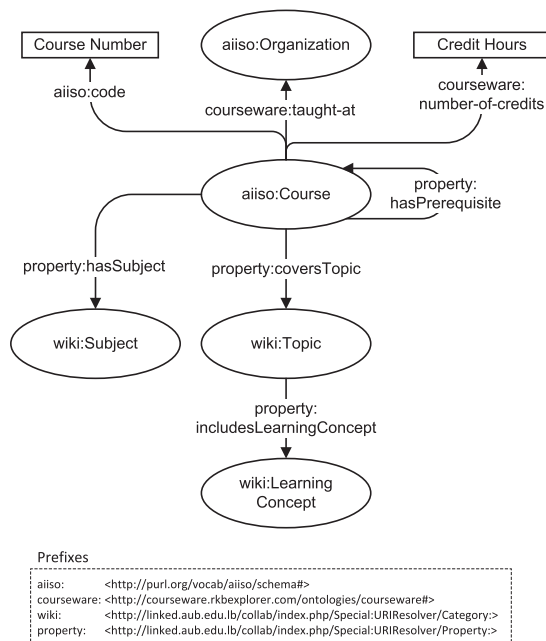 Course Number
aiiso:Organization
Credit Hours
aiiso:code
courseware:taught-at
courseware:
number-of-credits
aiiso:Course
property:
hasPrerequisite
property:hasSubject
property:coversTopic
wiki:Subject
wiki:Topic
property:
includesLearningConcept
wiki:Learning
Concept
Prefixes
aiiso: <http://purl.org/vocab/aiiso/schema#>
courseware: <http://courseware.rkbexplorer.com/ontologies/courseware#>
wiki: <http://linked.aub.edu.lb/collab/index.php/Special:URIResolver/Category:>
property: <http://linked.aub.edu.lb/collab/index.php/Special:URIResolver/Property:>